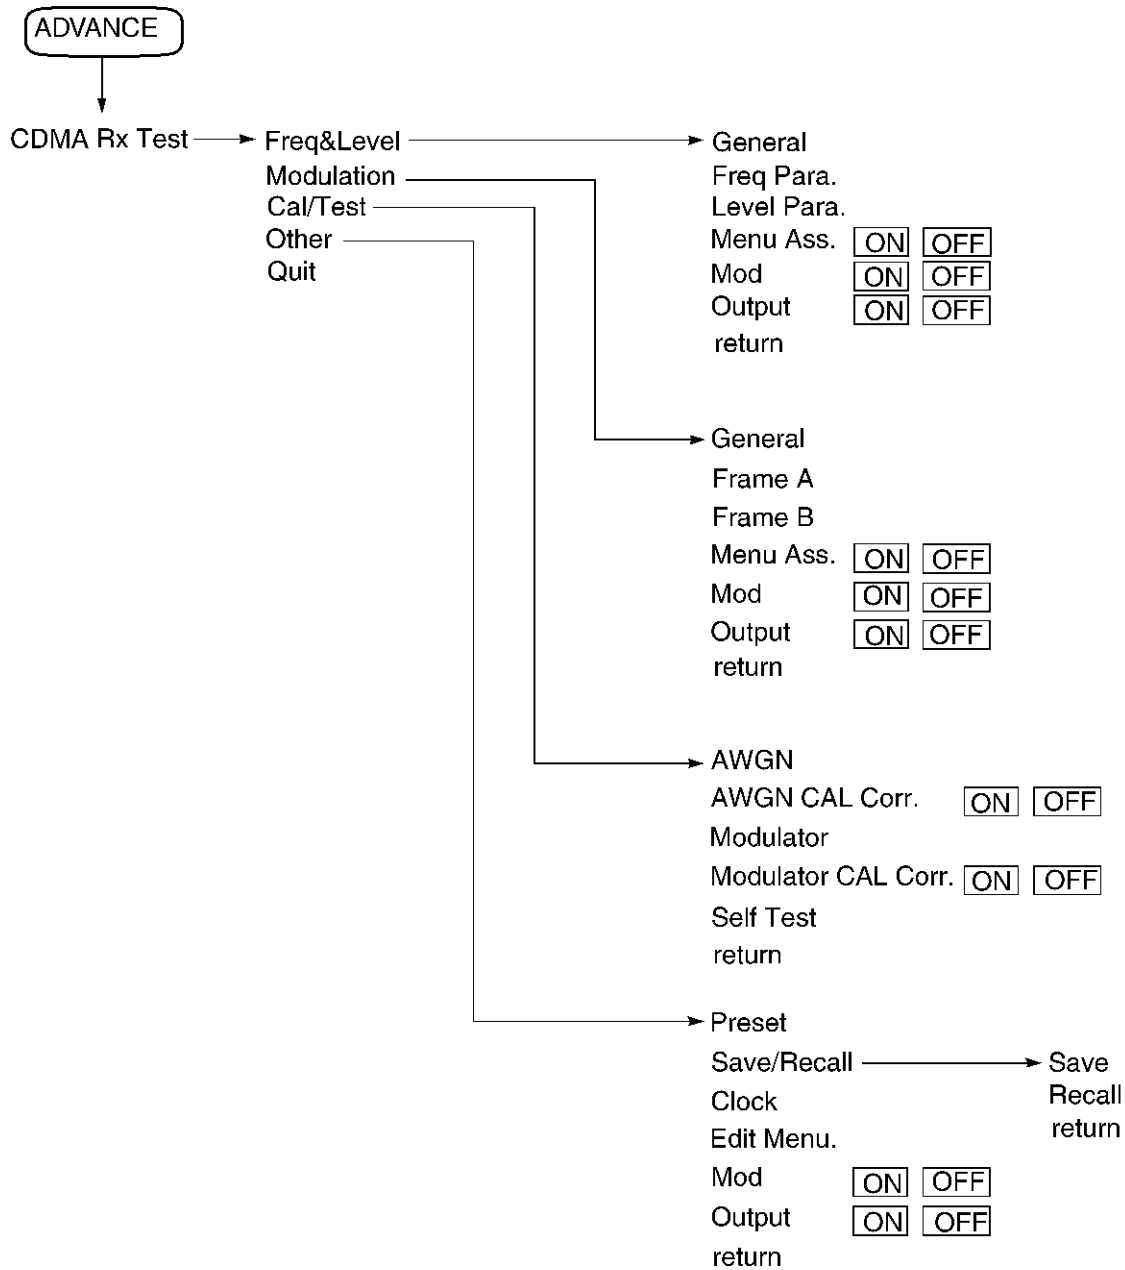 ADVANCE
CDMA Rx Test
Freq&Level
Modulation
Cal/Test
Other
Quit
General
Freq Para.
Level Para.
Menu Ass. ON OFF
Mod ON OFF
Output ON OFF
return
General
Frame A
Frame B
Menu Ass. ON OFF
Mod ON OFF
Output ON OFF
return
AWGN
AWGN CAL Corr. ON OFF
Modulator
Modulator CAL Corr. ON OFF
Self Test
return
Preset
Save/Recall
Clock
Edit Menu.
Mod ON OFF
Output ON OFF
return
Save
Recall
return